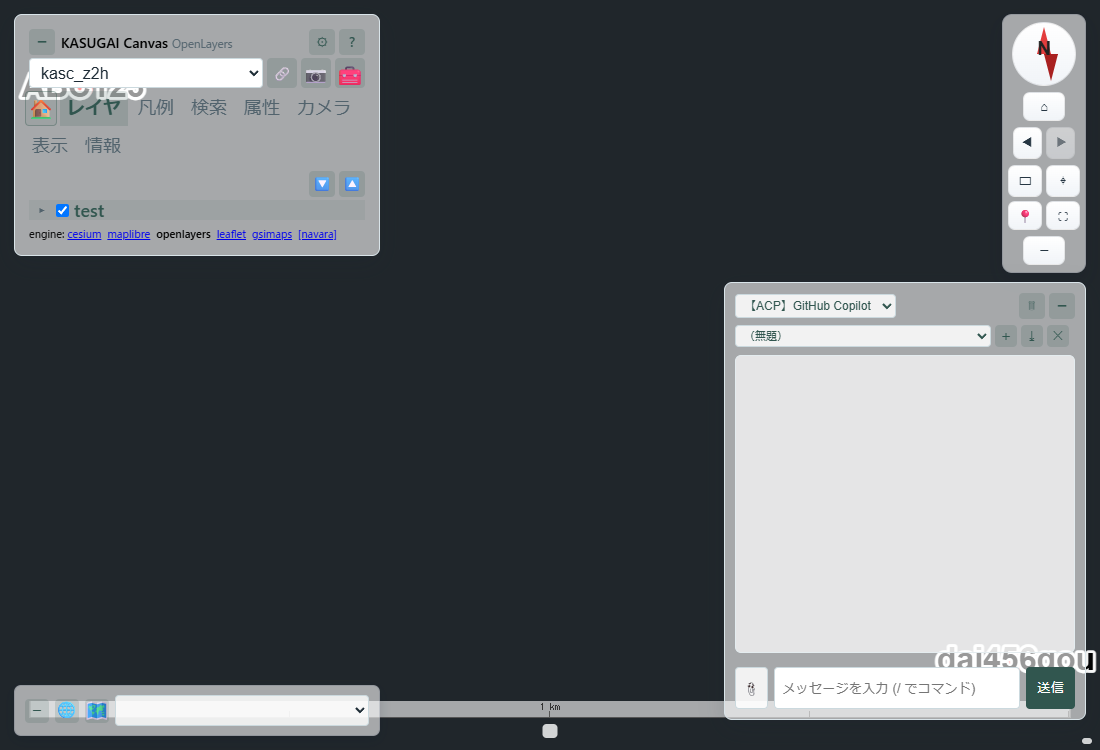 KASUGAI Canvas OpenLayers
?
kasc_z2h
ABC123
レイヤ 凡例 検索 属性 カメラ
表示 情報
test
engine: cesium maplibre openlayers leaflet gsimaps [navara]
N
【ACP】GitHub Copilot
（無題）
dai456gou
メッセージを入力 (/ でコマンド)
送信
1 km